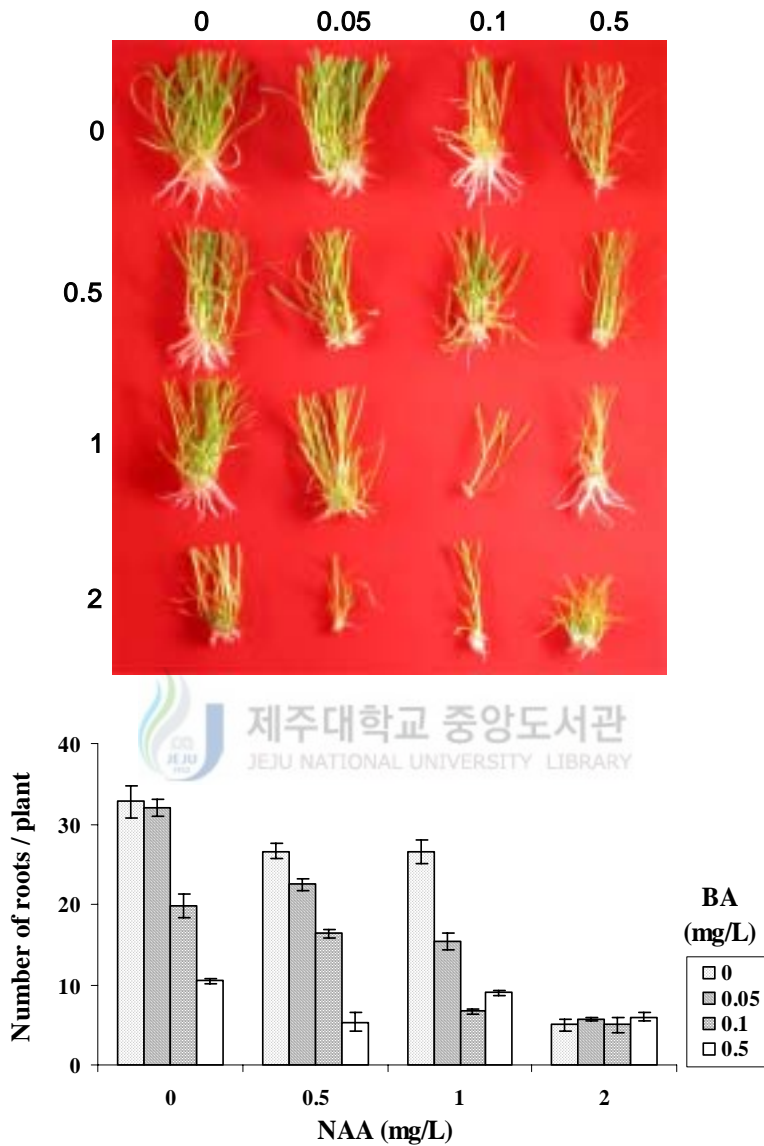 0 0.05 0.1 0.5
0
0.5
1
2
제주대학교 중앙도서관
JEJU NATIONAL UNIVERSITY LIBRARY
JEJU
1952
40
30
20
10
0
Number of roots / plant
0 0.5 1 2
NAA (mg/L)
BA
(mg/L)
0
0.05
0.1
0.5